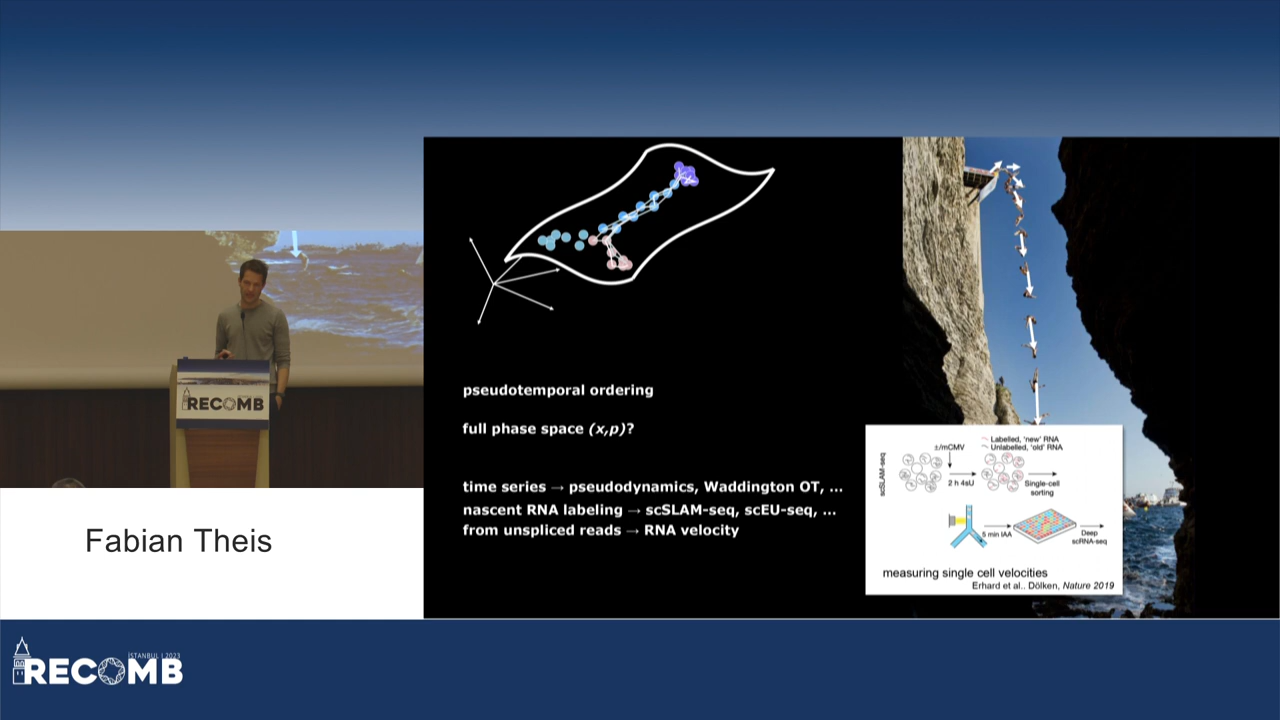 RECOMB
Fabian Theis
İSTANBUL | 2023
RECOMB
pseudotemporal ordering
full phase space (x,p)?
time series → pseudodynamics, Waddington OT, ...
nascent RNA labeling → scSLAM-seq, scEU-seq, ...
from unspliced reads → RNA velocity
scSLAM-seq
±/mCMV
Labelled, 'new' RNA
Unlabelled, 'old' RNA
2 h 4sU
Single-cell
sorting
5 min IAA
Deep
scRNA-seq
measuring single cell velocities
Erhard et al.. Dölken, Nature 2019